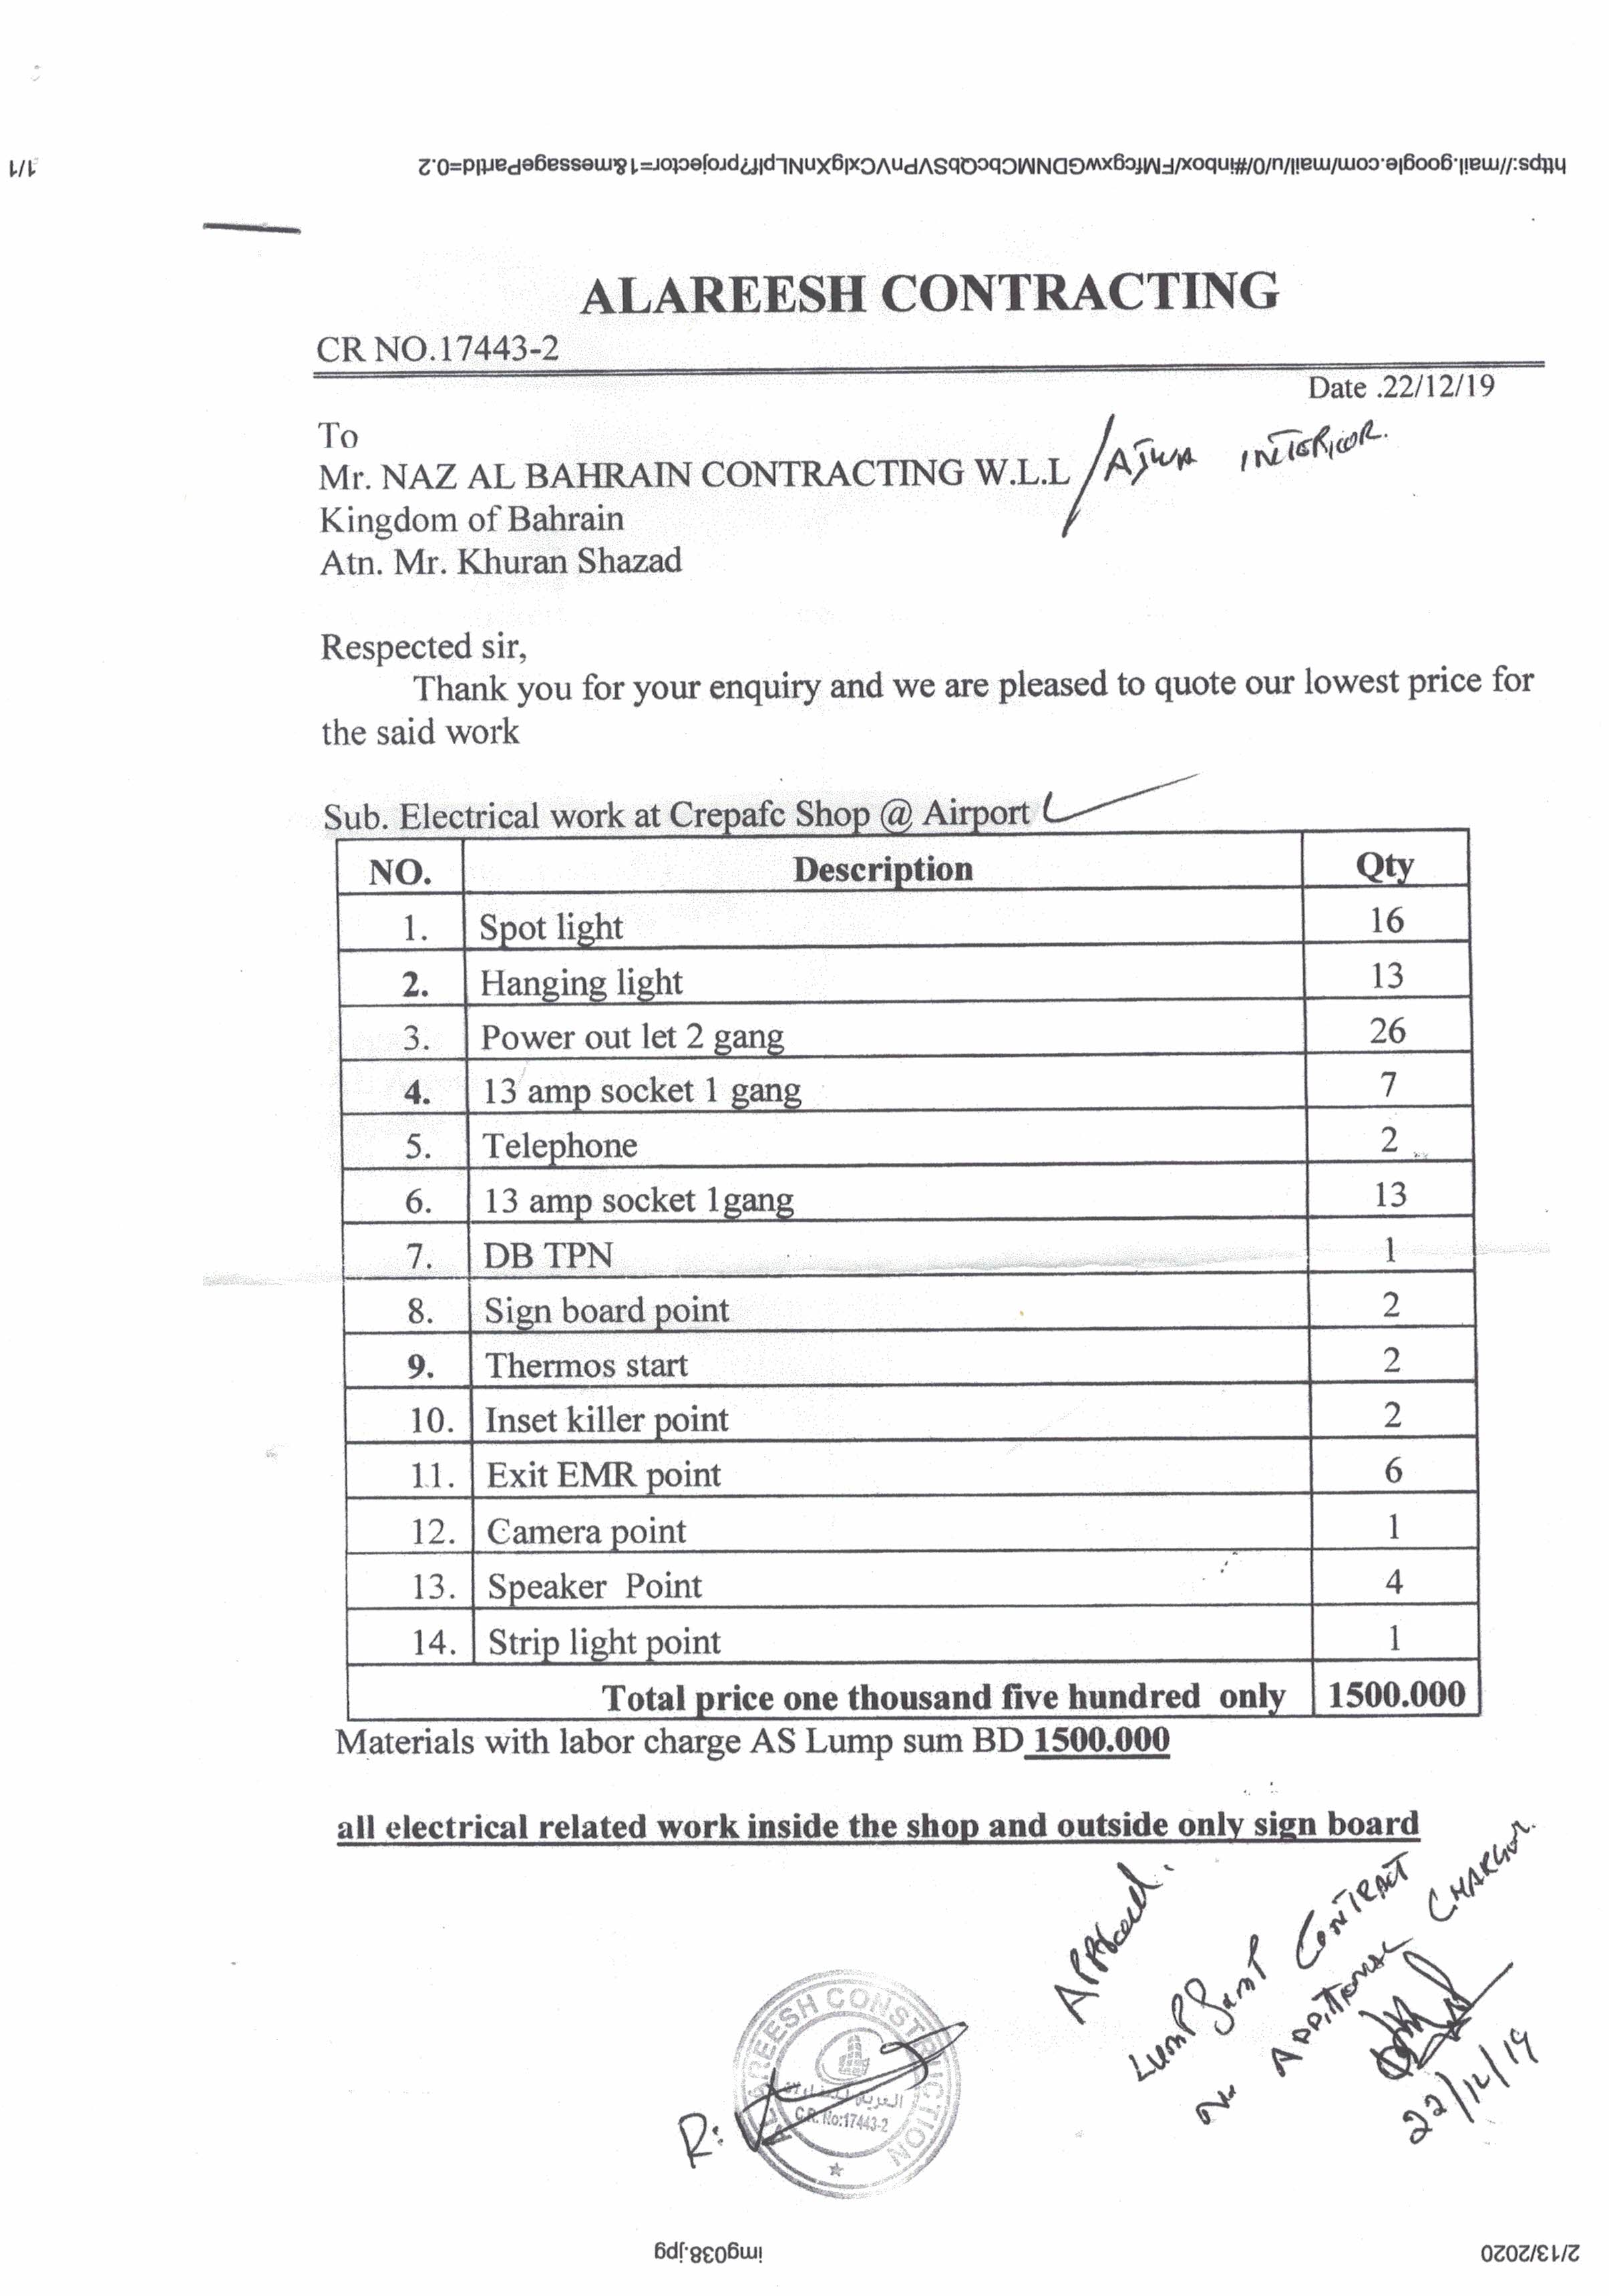 1/1
https://mail.google.com/mail/u/0/#inbox/FMfcgxwGDNMCbcQbSVPdnVCxlgXnNLplf?projector=1&messagePartId=0.2
ALAREESH CONTRACTING
CR NO.17443-2
Date .22/12/19
To
Mr. NAZ AL BAHRAIN CONTRACTING W.L.L / AJWA INTERIOR.
Kingdom of Bahrain
Atn. Mr. Khuran Shazad
Respected sir,
Thank you for your enquiry and we are pleased to quote our lowest price for
the said work
Sub. Electrical work at Crepafc Shop @ Airport
NO. Description Qty
1. Spot light 16
2. Hanging light 13
3. Power out let 2 gang 26
4. 13 amp socket 1 gang 7
5. Telephone 2
6. 13 amp socket 1gang 13
7. DB TPN 1
8. Sign board point 2
9. Thermos start 2
10. Inset killer point 2
11. Exit EMR point 6
12. Camera point 1
13. Speaker Point 4
14. Strip light point 1
Total price one thousand five hundred only 1500.000
Materials with labor charge AS Lump sum BD 1500.000
all electrical related work inside the shop and outside only sign board
Approved.
LUMP Sump CONTRACT
No ADDITIONAL CHARGES.
22/12/19
ALAREESH CONSTRUCTION
C.R. No:17443-2
R:
img038.jpg
2/13/2020